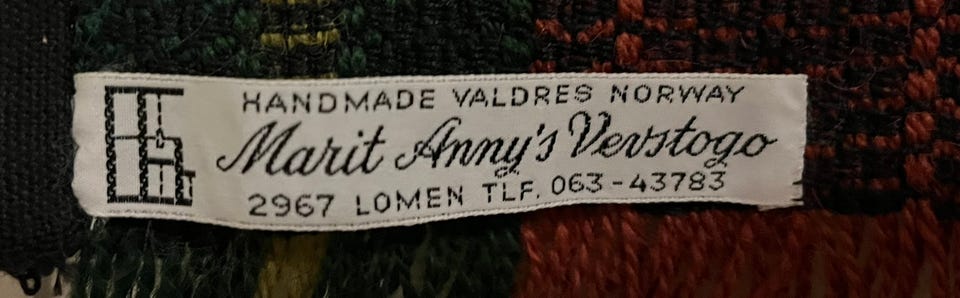 HANDMADE VALDRES NORWAY
Marit Anny's Vevstogo
2967 LOMEN TLF. 063-43783